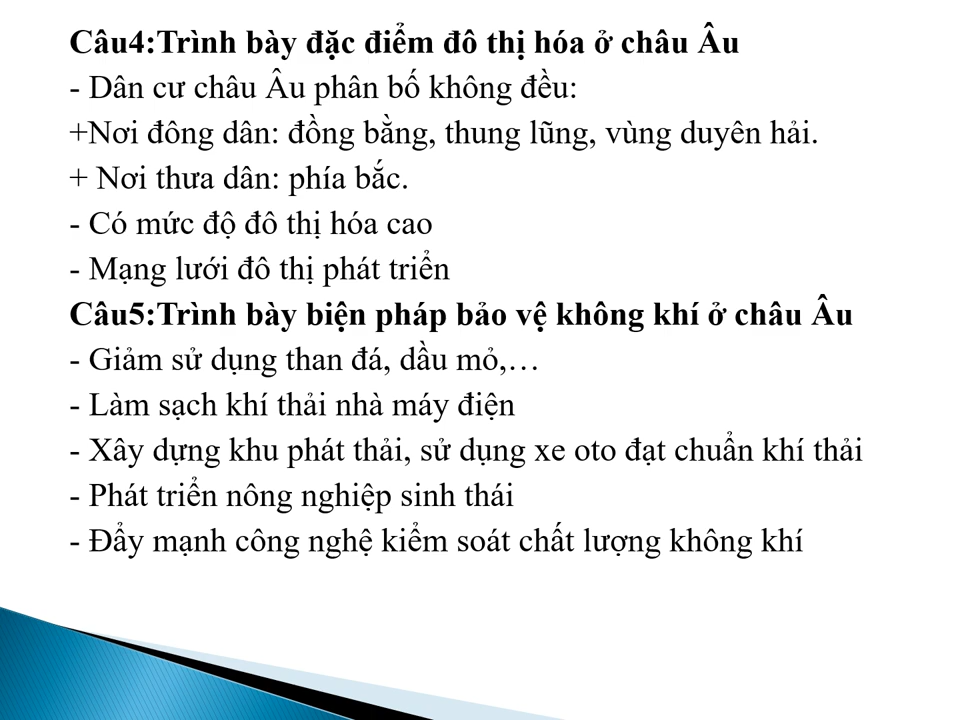 Câu4:Trình bày đặc điểm đô thị hóa ở châu Âu
- Dân cư châu Âu phân bố không đều:
+Nơi đông dân: đồng bằng, thung lũng, vùng duyên hải.
+ Nơi thưa dân: phía bắc.
- Có mức độ đô thị hóa cao
- Mạng lưới đô thị phát triển
Câu5:Trình bày biện pháp bảo vệ không khí ở châu Âu
- Giảm sử dụng than đá, dầu mỏ,…
- Làm sạch khí thải nhà máy điện
- Xây dựng khu phát thải, sử dụng xe oto đạt chuẩn khí thải
- Phát triển nông nghiệp sinh thái
- Đẩy mạnh công nghệ kiểm soát chất lượng không khí